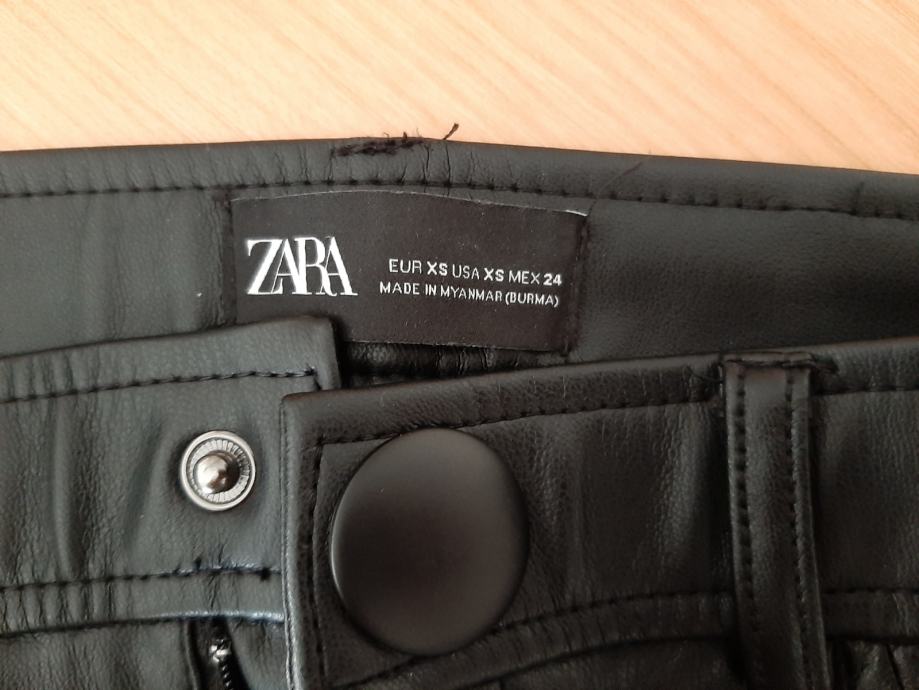 ZARA
EUR XS USA XS MEX 24
MADE IN MYANMAR (BURMA)